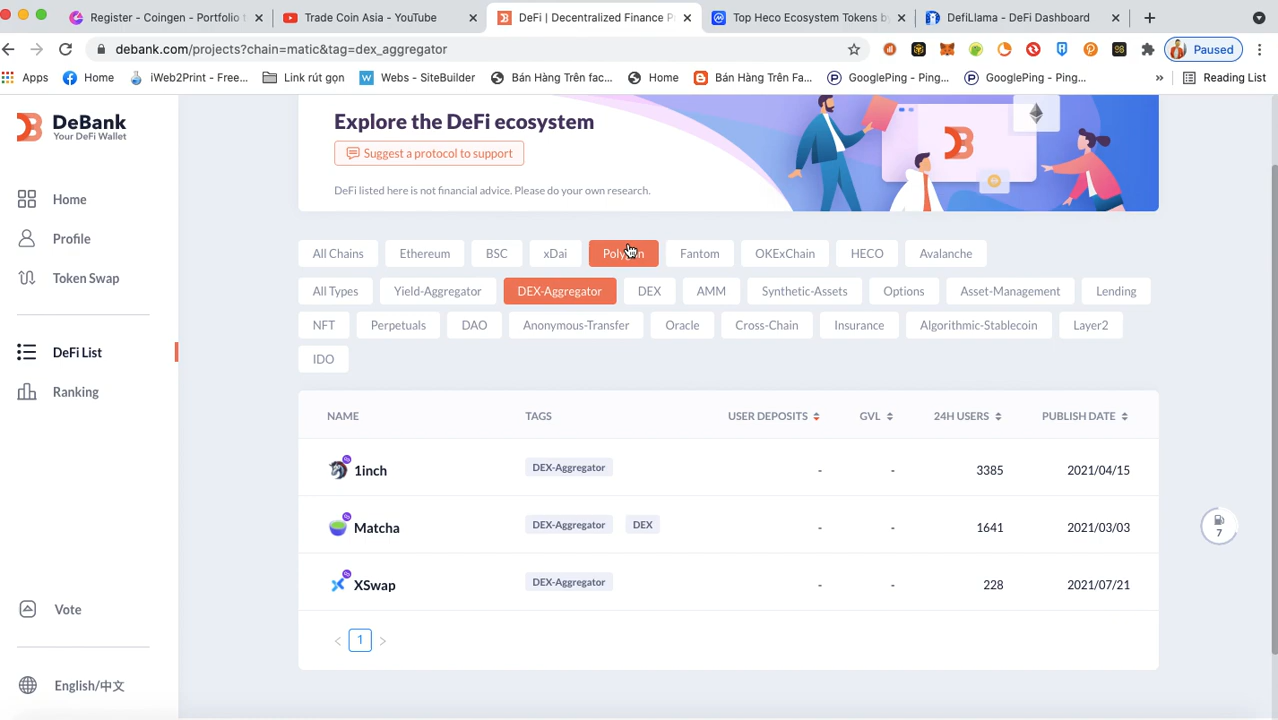 Register - Coingen - Portfolio t
Trade Coin Asia - YouTube
DeFi | Decentralized Finance P
Top Heco Ecosystem Tokens by
DefiLlama - DeFi Dashboard
debank.com/projects?chain=matic&tag=dex_aggregator
Paused
Apps
Home
iWeb2Print - Free...
Link rút gọn
Webs - SiteBuilder
Bán Hàng Trên fac...
Home
Bán Hàng Trên Fa...
GooglePing - Ping...
GooglePing - Ping...
Reading List
DeBank
Your DeFi Wallet
Home
Profile
Token Swap
DeFi List
Ranking
Vote
English/中文
Explore the DeFi ecosystem
Suggest a protocol to support
DeFi listed here is not financial advice. Please do your own research.
All Chains Ethereum BSC xDai Polygon Fantom OKExChain HECO Avalanche
All Types Yield-Aggregator DEX-Aggregator DEX AMM Synthetic-Assets Options Asset-Management Lending
NFT Perpetuals DAO Anonymous-Transfer Oracle Cross-Chain Insurance Algorithmic-Stablecoin Layer2
IDO
NAME TAGS USER DEPOSITS GVL 24H USERS PUBLISH DATE
1inch DEX-Aggregator - - 3385 2021/04/15
Matcha DEX-Aggregator DEX - - 1641 2021/03/03
XSwap DEX-Aggregator - - 228 2021/07/21
< 1 >
7